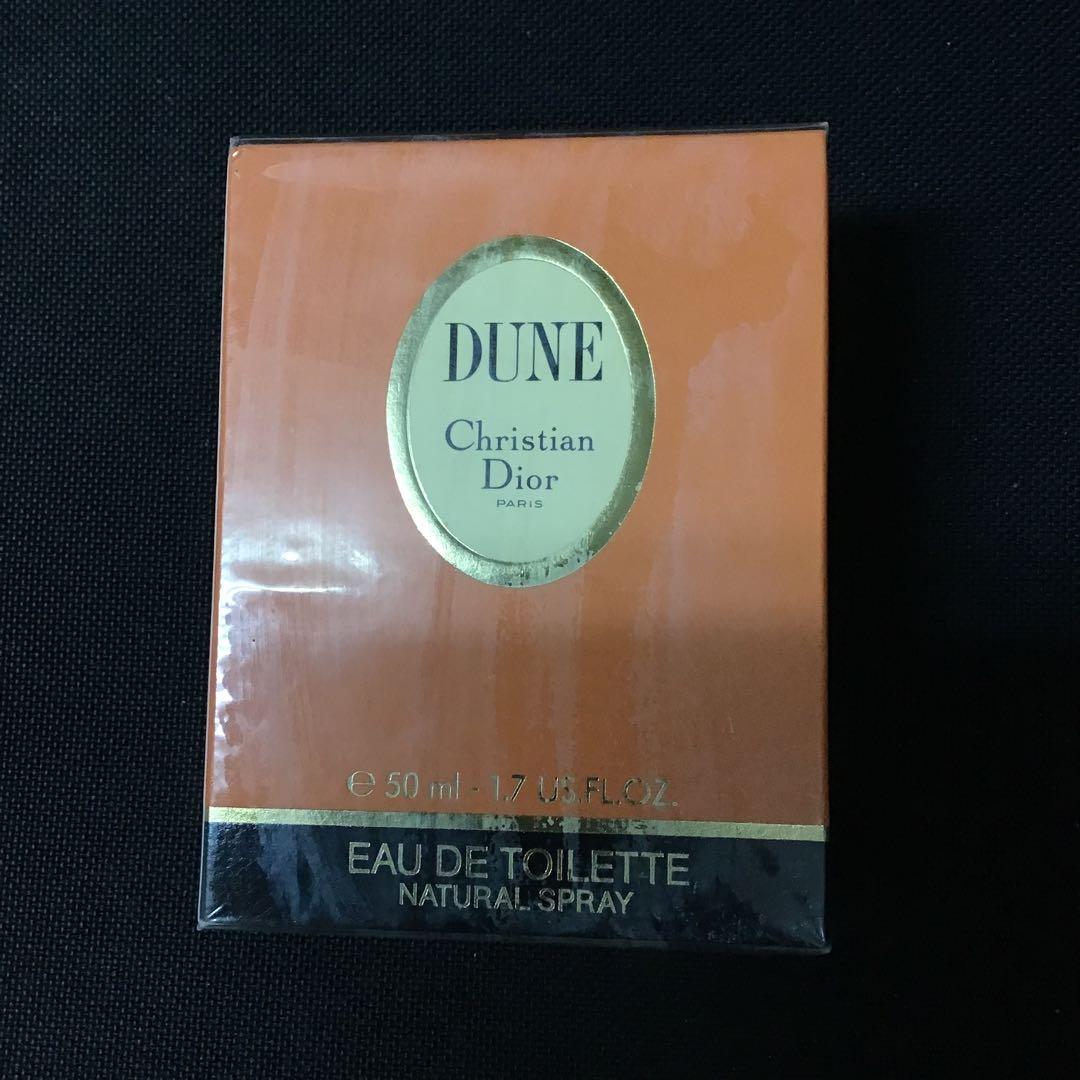 DUNE
Christian
Dior
PARIS
℮ 50 ml - 1.7 US.FL.OZ.
EAU DE TOILETTE
NATURAL SPRAY